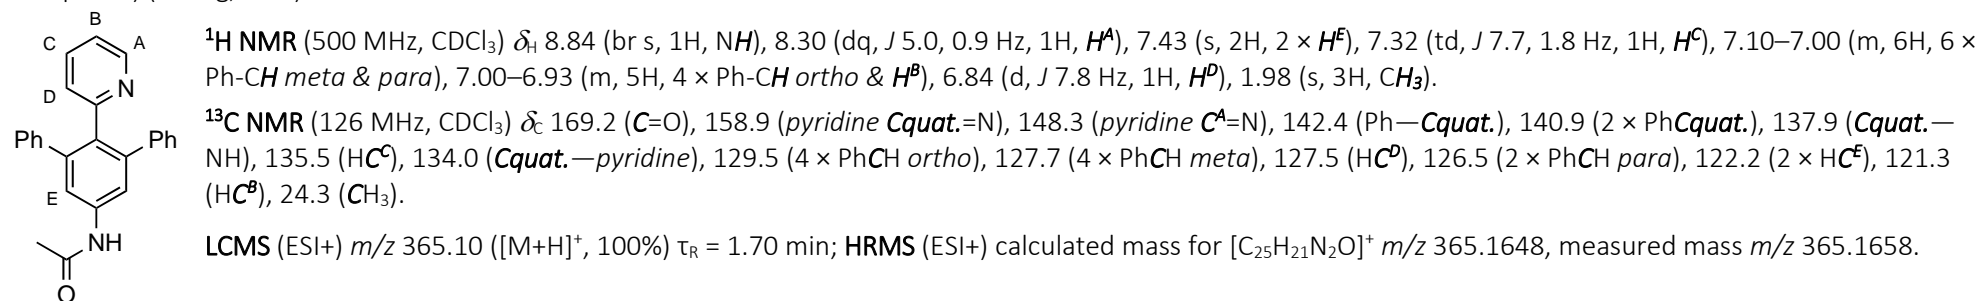 B
C
A
D
N
Ph
Ph
E
NH
O
¹H NMR (500 MHz, CDCl₃) δH 8.84 (br s, 1H, NH), 8.30 (dq, J 5.0, 0.9 Hz, 1H, Hᴬ), 7.43 (s, 2H, 2 × Hᴱ), 7.32 (td, J 7.7, 1.8 Hz, 1H, Hᶜ), 7.10–7.00 (m, 6H, 6 ×
Ph-CH meta & para), 7.00–6.93 (m, 5H, 4 × Ph-CH ortho & Hᴮ), 6.84 (d, J 7.8 Hz, 1H, Hᴰ), 1.98 (s, 3H, CH₃).
¹³C NMR (126 MHz, CDCl₃) δC 169.2 (C=O), 158.9 (pyridine Cquat.=N), 148.3 (pyridine Cᴬ=N), 142.4 (Ph—Cquat.), 140.9 (2 × PhCquat.), 137.9 (Cquat.—
NH), 135.5 (HCᶜ), 134.0 (Cquat.—pyridine), 129.5 (4 × PhCH ortho), 127.7 (4 × PhCH meta), 127.5 (HCᴰ), 126.5 (2 × PhCH para), 122.2 (2 × HCᴱ), 121.3
(HCᴮ), 24.3 (CH₃).
LCMS (ESI+) m/z 365.10 ([M+H]⁺, 100%) τR = 1.70 min; HRMS (ESI+) calculated mass for [C₂₅H₂₁N₂O]⁺ m/z 365.1648, measured mass m/z 365.1658.